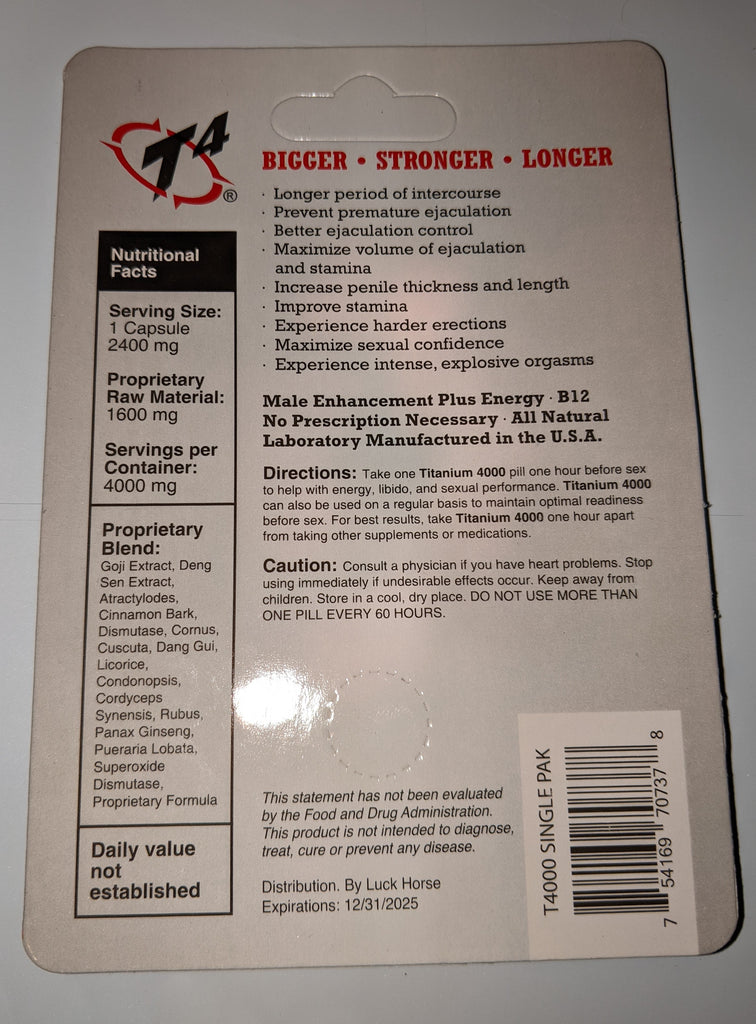 T4®
BIGGER • STRONGER • LONGER
· Longer period of intercourse
· Prevent premature ejaculation
· Better ejaculation control
· Maximize volume of ejaculation
and stamina
· Increase penile thickness and length
· Improve stamina
· Experience harder erections
· Maximize sexual confidence
· Experience intense, explosive orgasms
Male Enhancement Plus Energy · B12
No Prescription Necessary · All Natural
Laboratory Manufactured in the U.S.A.
Directions: Take one Titanium 4000 pill one hour before sex
to help with energy, libido, and sexual performance. Titanium 4000
can also be used on a regular basis to maintain optimal readiness
before sex. For best results, take Titanium 4000 one hour apart
from taking other supplements or medications.
Caution: Consult a physician if you have heart problems. Stop
using immediately if undesirable effects occur. Keep away from
children. Store in a cool, dry place. DO NOT USE MORE THAN
ONE PILL EVERY 60 HOURS.
Nutritional
Facts
Serving Size:
1 Capsule
2400 mg
Proprietary
Raw Material:
1600 mg
Servings per
Container:
4000 mg
Proprietary
Blend:
Goji Extract, Deng
Sen Extract,
Atractylodes,
Cinnamon Bark,
Dismutase, Cornus,
Cuscuta, Dang Gui,
Licorice,
Condonopsis,
Cordyceps
Synensis, Rubus,
Panax Ginseng,
Pueraria Lobata,
Superoxide
Dismutase,
Proprietary Formula
Daily value
not
established
This statement has not been evaluated
by the Food and Drug Administration.
This product is not intended to diagnose,
treat, cure or prevent any disease.
Distribution. By Luck Horse
Expirations: 12/31/2025
T4000 SINGLE PAK
7 54169 70737 8